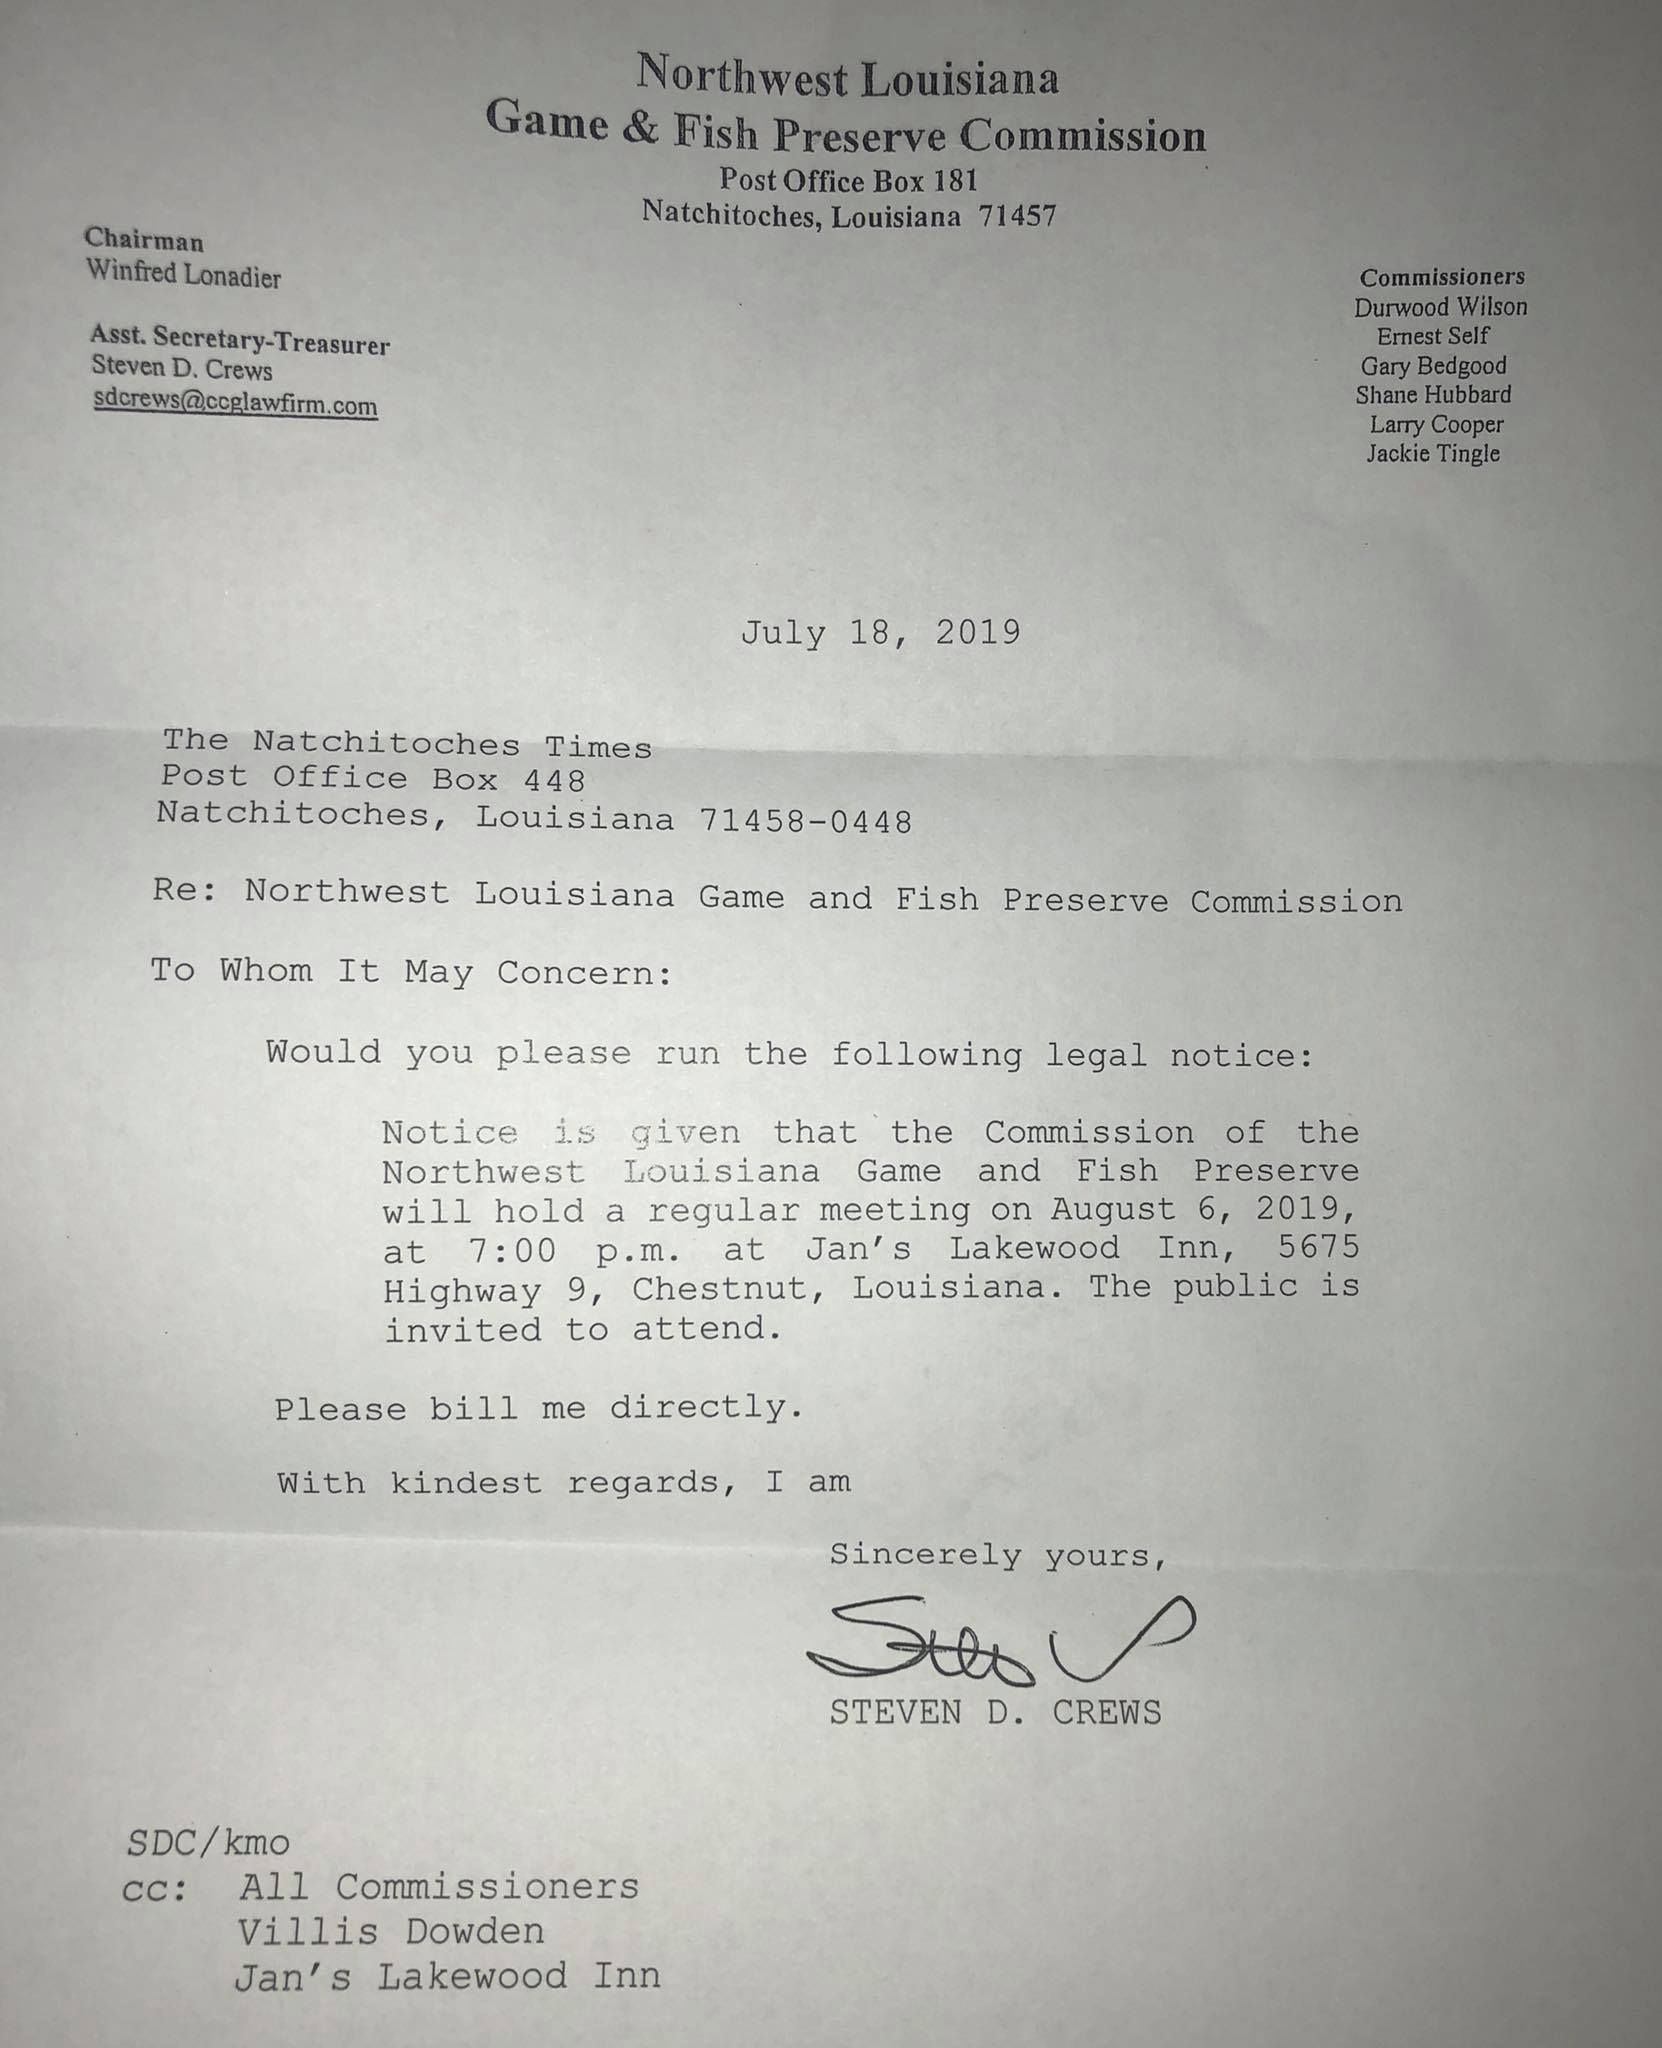 Northwest Louisiana
Game & Fish Preserve Commission
Post Office Box 181
Natchitoches, Louisiana 71457
Chairman
Winfred Lonadier
Asst. Secretary-Treasurer
Steven D. Crews
sdcrews@ccglawfirm.com
Commissioners
Durwood Wilson
Ernest Self
Gary Bedgood
Shane Hubbard
Larry Cooper
Jackie Tingle
July 18, 2019
The Natchitoches Times
Post Office Box 448
Natchitoches, Louisiana 71458-0448
Re: Northwest Louisiana Game and Fish Preserve Commission
To Whom It May Concern:
Would you please run the following legal notice:
Notice is given that the Commission of the
Northwest Louisiana Game and Fish Preserve
will hold a regular meeting on August 6, 2019,
at 7:00 p.m. at Jan's Lakewood Inn, 5675
Highway 9, Chestnut, Louisiana. The public is
invited to attend.
Please bill me directly.
With kindest regards, I am
Sincerely yours,
STEVEN D. CREWS
SDC/kmo
cc: All Commissioners
Villis Dowden
Jan's Lakewood Inn